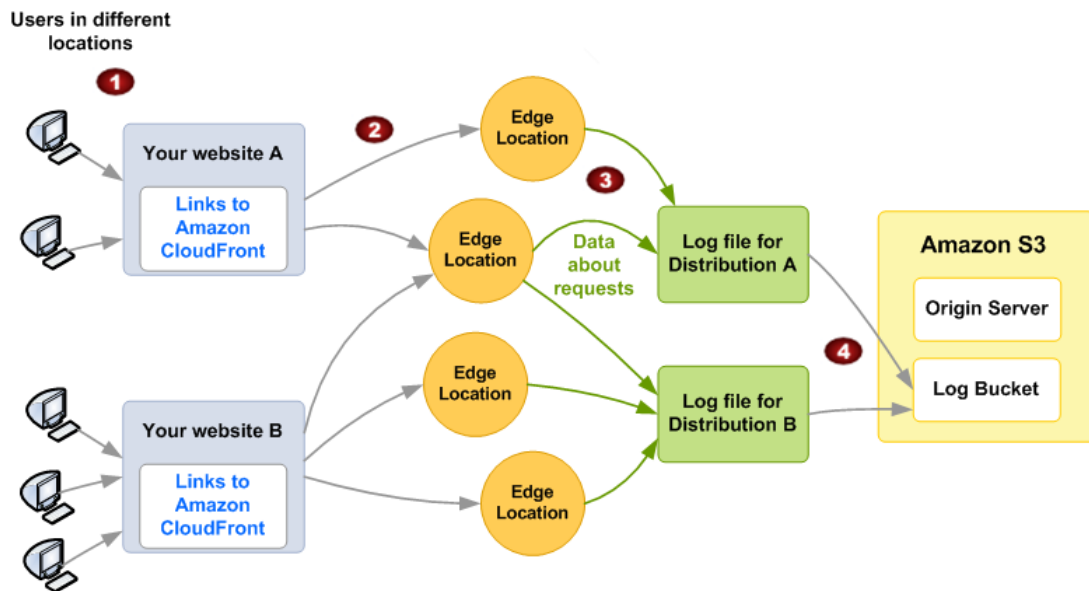 Users in different
locations
1
2
Edge
Location
Your website A
Links to
Amazon
CloudFront
3
Edge
Location
Data
about
requests
Log file for
Distribution A
Amazon S3
Origin Server
Log Bucket
4
Edge
Location
Log file for
Distribution B
Your website B
Links to
Amazon
CloudFront
Edge
Location